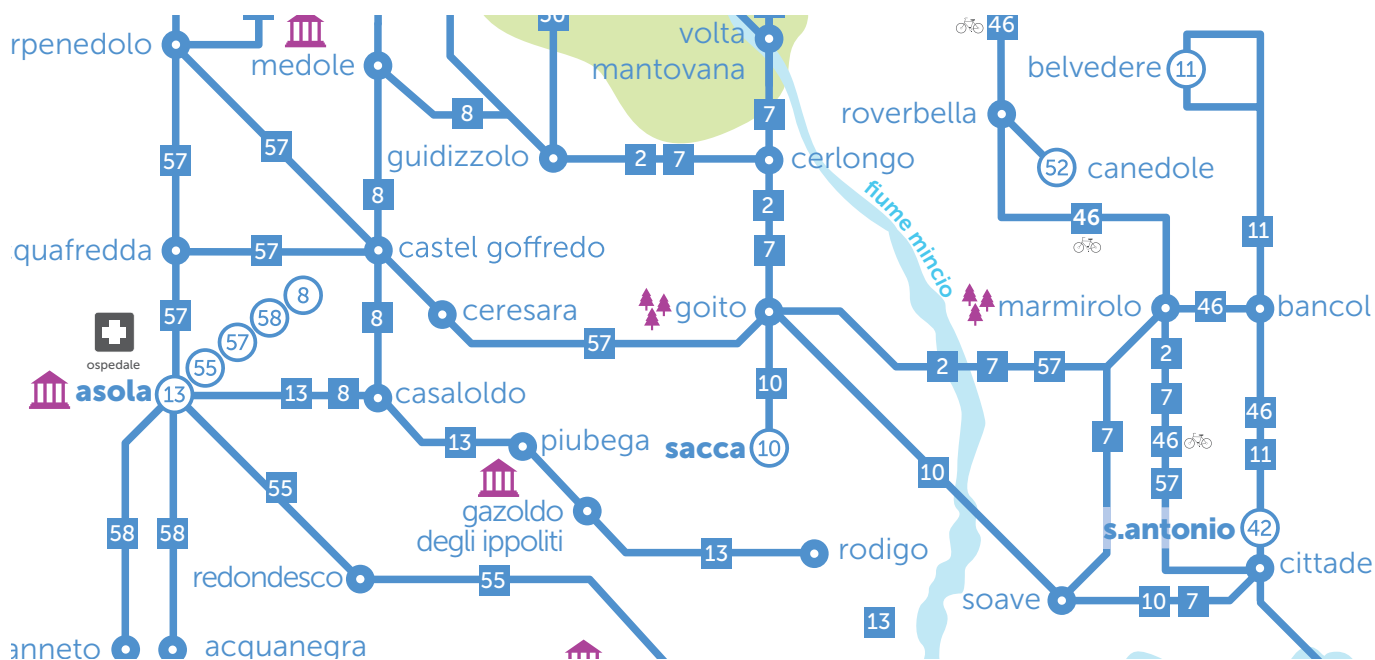 30
46
rpenedolo
volta
mantovana
medole
belvedere 11
7
8
roverbella
57
57
guidizzolo
2 7
cerlongo
52 canedole
8
fiume mincio
2
46
11
quafredda
57
castel goffredo
7
8
58
57
55
57
8
ceresara
goito
marmirolo
46
bancol
57
2
ospedale
2 7 57
10
7
asola 13
13 8
casaloldo
46
7
46
13
piubega
sacca 10
11
10
57
55
gazoldo
degli ippoliti
58
58
s.antonio 42
13
rodigo
cittade
redondesco
55
soave
10 7
13
anneto
acquanegra